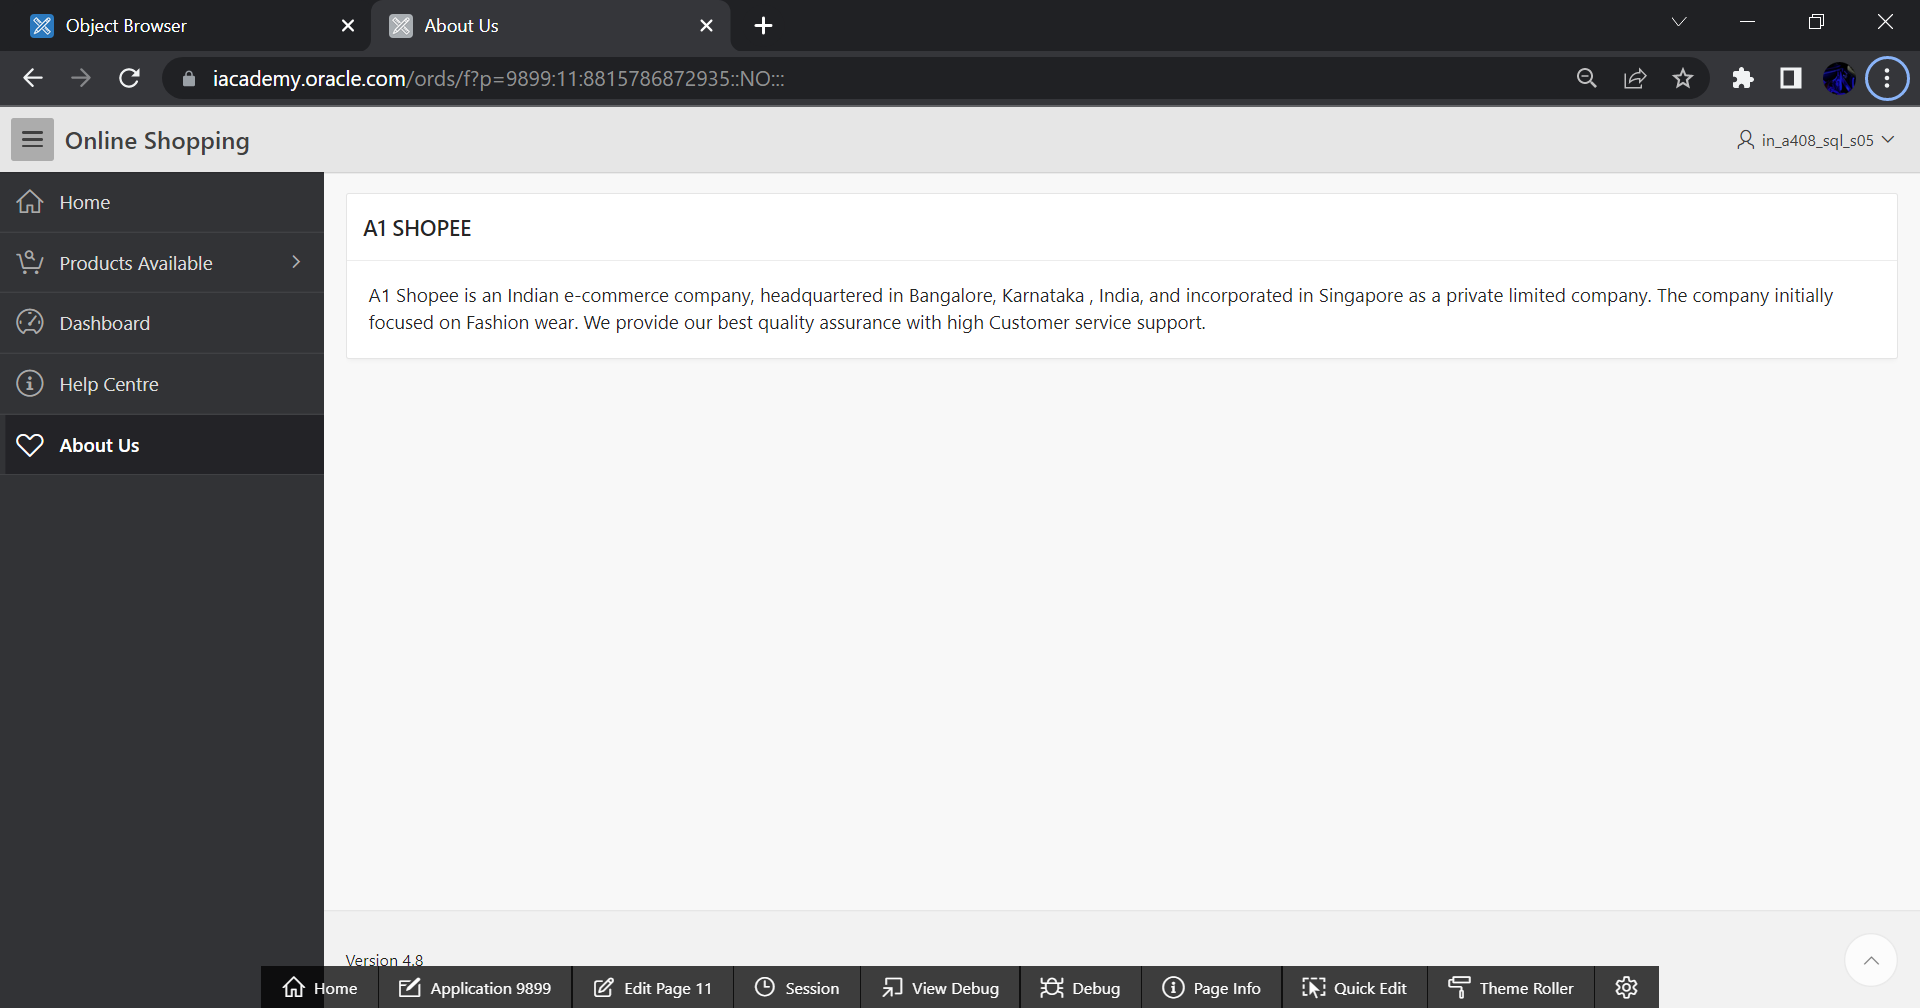 Object Browser
About Us
iacademy.oracle.com/ords/f?p=9899:11:8815786872935::NO:::
Online Shopping
in_a408_sql_s05
Home
Products Available
Dashboard
Help Centre
About Us
A1 SHOPEE
A1 Shopee is an Indian e-commerce company, headquartered in Bangalore, Karnataka , India, and incorporated in Singapore as a private limited company. The company initially
focused on Fashion wear. We provide our best quality assurance with high Customer service support.
Version 4.8
Home
Application 9899
Edit Page 11
Session
View Debug
Debug
Page Info
Quick Edit
Theme Roller